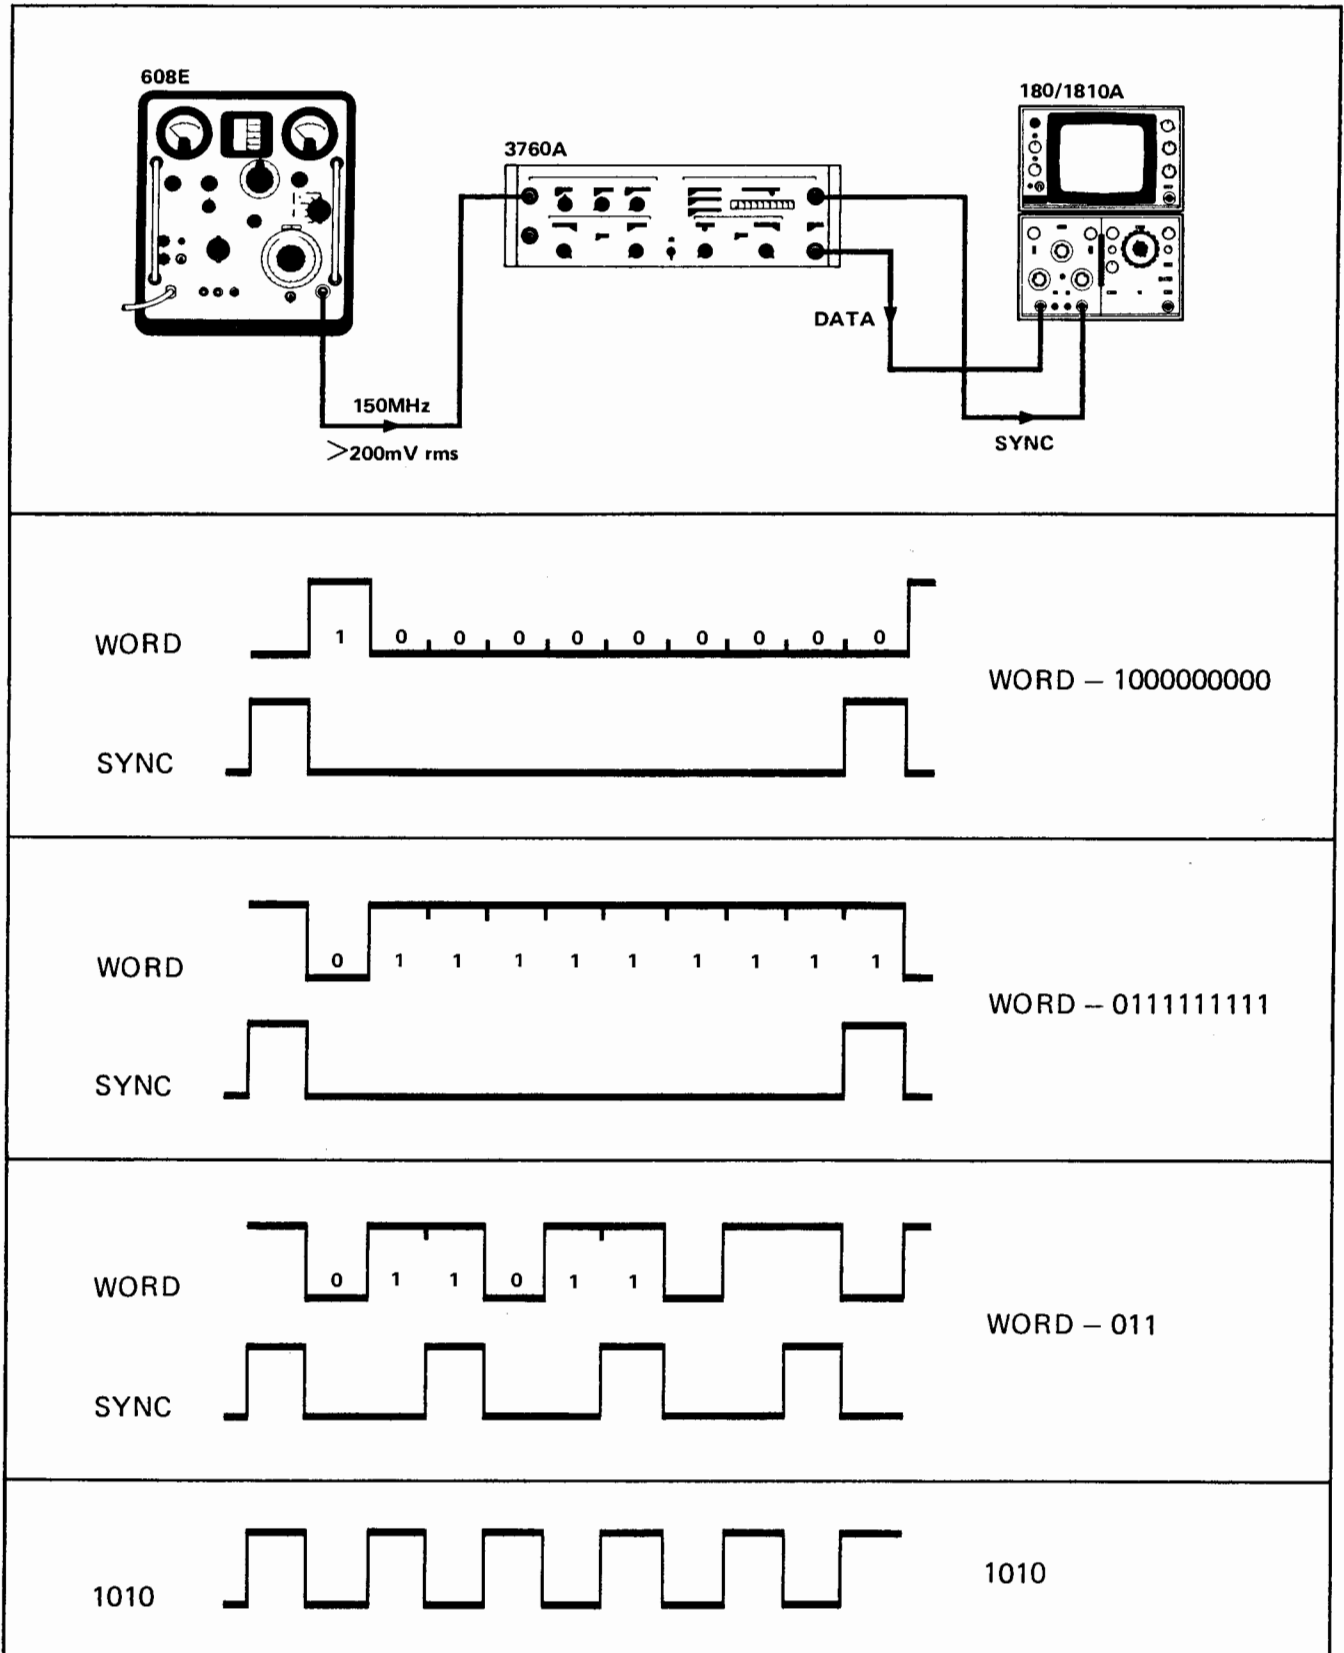 608E
180/1810A
3760A
DATA
150MHz
>200mV rms
SYNC
1 0 0 0 0 0 0 0 0 0
WORD
WORD – 1000000000
SYNC
WORD
0 1 1 1 1 1 1 1 1 1
WORD – 0111111111
SYNC
WORD
0 1 1 0 1 1
WORD – 011
SYNC
1010
1010